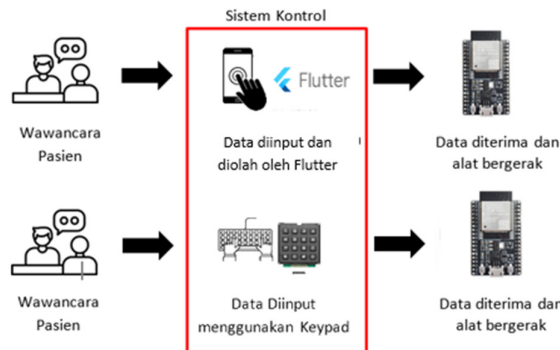 Sistem Kontrol
Flutter
Wawancara
Pasien
Data diinput dan
diolah oleh Flutter
Data diterima dan
alat bergerak
Wawancara
Pasien
Data Diinput
menggunakan Keypad
Data diterima dan
alat bergerak